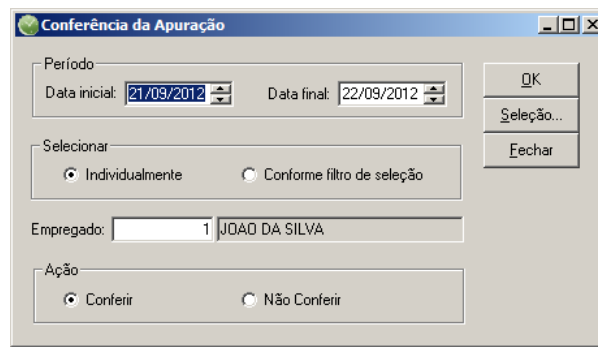 Conferência da Apuração
Período
Data inicial: 21/09/2012 Data final: 22/09/2012
OK
Seleção...
Fechar
Selecionar
Individualmente Conforme filtro de seleção
Empregado: 1 JOAO DA SILVA
Ação
Conferir Não Conferir